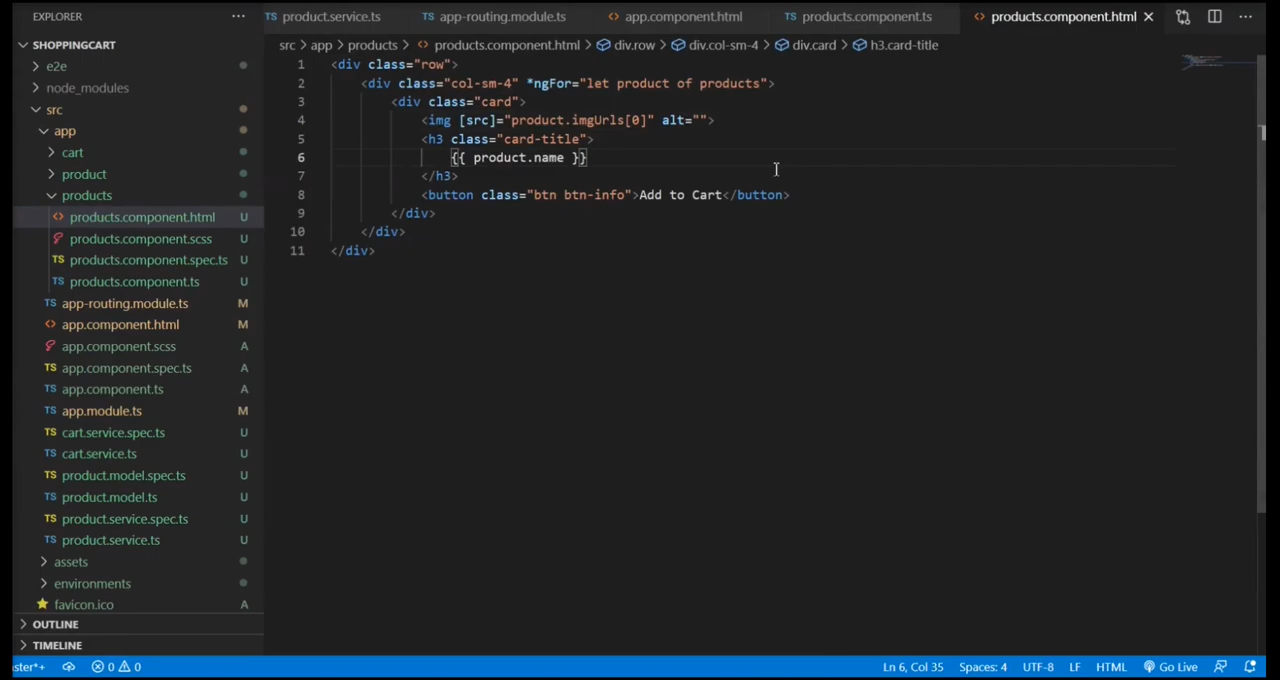 EXPLORER ···
product.service.ts app-routing.module.ts app.component.html products.component.ts products.component.html
SHOPPINGCART
src > app > products > products.component.html > div.row > div.col-sm-4 > div.card > h3.card-title
e2e
node_modules
src
app
cart
product
products
products.component.html U
products.component.scss U
products.component.spec.ts U
products.component.ts U
app-routing.module.ts M
app.component.html M
app.component.scss A
app.component.spec.ts A
app.component.ts A
app.module.ts M
cart.service.spec.ts U
cart.service.ts U
product.model.spec.ts U
product.model.ts U
product.service.spec.ts U
product.service.ts U
assets
environments
favicon.ico A
OUTLINE
TIMELINE
1 <div class="row">
2 <div class="col-sm-4" *ngFor="let product of products">
3 <div class="card">
4 <img [src]="product.imgUrls[0]" alt="">
5 <h3 class="card-title">
6 {{ product.name }}
7 </h3>
8 <button class="btn btn-info">Add to Cart</button>
9 </div>
10 </div>
11 </div>
ster*+ 0 0 Ln 6, Col 35 Spaces: 4 UTF-8 LF HTML Go Live